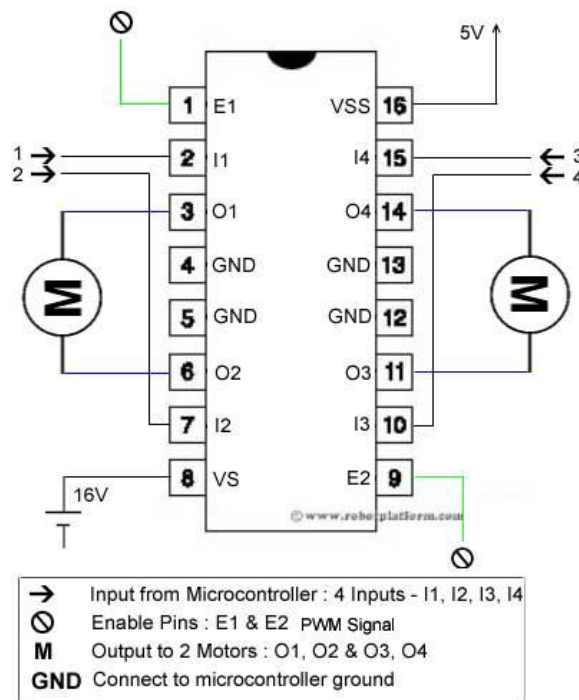 5V
1 E1
VSS 16
1
2 I1
I4 15
3
2
4
3 O1
O4 14
4 GND
GND 13
M
M
5 GND
GND 12
6 O2
O3 11
7 I2
I3 10
8 VS
E2 9
16V
©www.robotplatform.com
Input from Microcontroller : 4 Inputs - I1, I2, I3, I4
Enable Pins : E1 & E2 PWM Signal
M Output to 2 Motors : O1, O2 & O3, O4
GND Connect to microcontroller ground